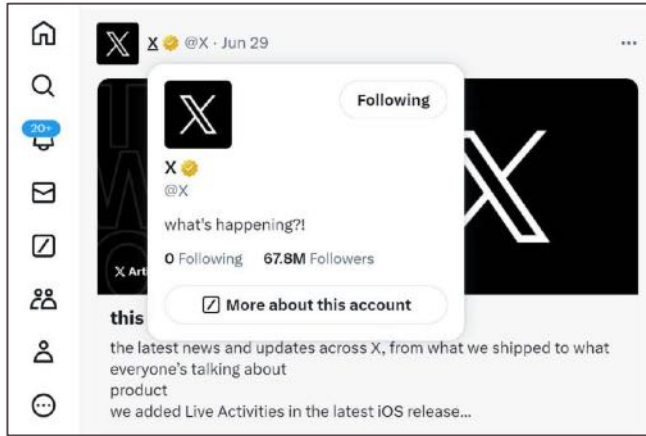 X @X · Jun 29
20+
Following
X
@X
what's happening?!
0 Following 67.8M Followers
X Arti
More about this account
this
the latest news and updates across X, from what we shipped to what
everyone's talking about
product
we added Live Activities in the latest iOS release...